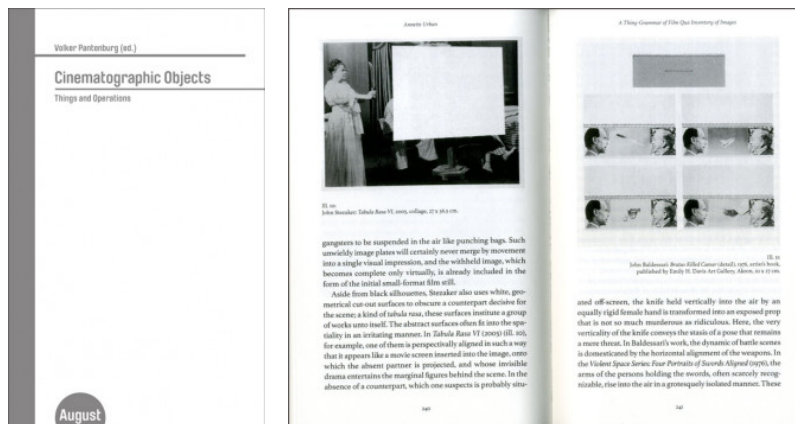 Volker Pantenburg (ed.)
Cinematographic Objects
Things and Operations
August
Annette Urban
Ill. 10:
John Stezaker: Tabula Rasa VI, 2005, collage, 27 x 36.2 cm.
gangsters to be suspended in the air like punching bags. Such
unwieldy image plates will certainly never merge by movement
into a single visual impression, and the withheld image, which
becomes complete only virtually, is already included in the
form of the initial small-format film still.
Aside from black silhouettes, Stezaker also uses white, geo-
metrical cut-out surfaces to obscure a counterpart decisive for
the scene; a kind of tabula rasa, these surfaces institute a group
of works unto itself. The abstract surfaces often fit into the spa-
tiality in an irritating manner. In Tabula Rasa VI (2005) (ill. 10),
for example, one of them is perspectivally aligned in such a way
that it appears like a movie screen inserted into the image, onto
which the absent partner is projected, and whose invisible
drama entertains the marginal figures behind the scene. In the
absence of a counterpart, which one suspects is probably situ-
240
A Thing Grammar of Film Qua Inventory of Images
Ill. 11
John Baldessari: Brutus Killed Caesar (detail), 1976, artist's book,
published by Emily H. Davis Art Gallery, Akron, 10 x 27 cm.
ated off-screen, the knife held vertically into the air by an
equally rigid female hand is transformed into an exposed prop
that is not so much murderous as ridiculous. Here, the very
verticality of the knife conveys the stasis of a pose that remains
a mere threat. In Baldessari's work, the dynamic of battle scenes
is domesticated by the horizontal alignment of the weapons. In
the Violent Space Series: Four Portraits of Swords Aligned (1976), the
arms of the persons holding the swords, often scarcely recog-
nizable, rise into the air in a grotesquely isolated manner. These
241